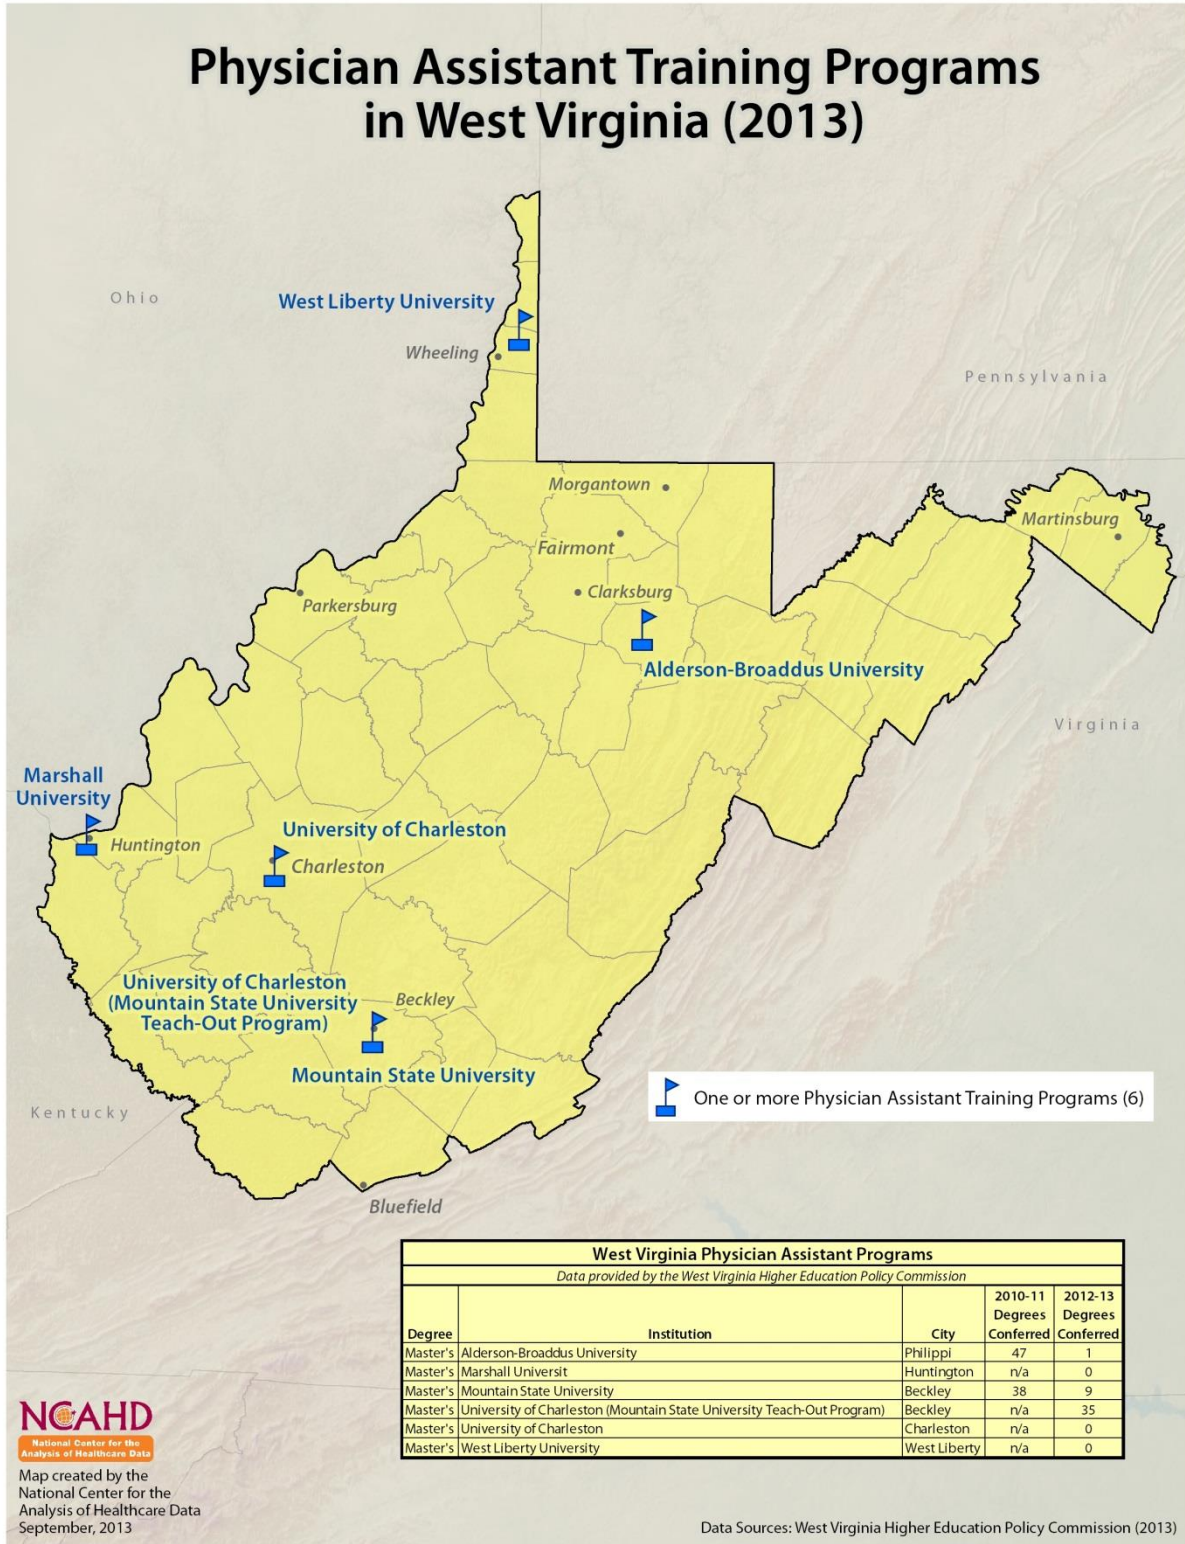 Physician Assistant Training Programs
in West Virginia (2013)
Ohio
West Liberty University
Wheeling
Pennsylvania
Morgantown
Martinsburg
Fairmont
Clarksburg
Parkersburg
Alderson-Broaddus University
Virginia
Marshall
University
University of Charleston
Huntington
Charleston
University of Charleston
(Mountain State University
Teach-Out Program)
Beckley
Mountain State University
One or more Physician Assistant Training Programs (6)
Kentucky
Bluefield
West Virginia Physician Assistant Programs
Data provided by the West Virginia Higher Education Policy Commission
Degree Institution City 2010-11 Degrees Conferred 2012-13 Degrees Conferred
Master's Alderson-Broaddus University Philippi 47 1
Master's Marshall Universit Huntington n/a 0
Master's Mountain State University Beckley 38 9
Master's University of Charleston (Mountain State University Teach-Out Program) Beckley n/a 35
Master's University of Charleston Charleston n/a 0
Master's West Liberty University West Liberty n/a 0
NCAHD
National Center for the
Analysis of Healthcare Data
Map created by the
National Center for the
Analysis of Healthcare Data
September, 2013
Data Sources: West Virginia Higher Education Policy Commission (2013)